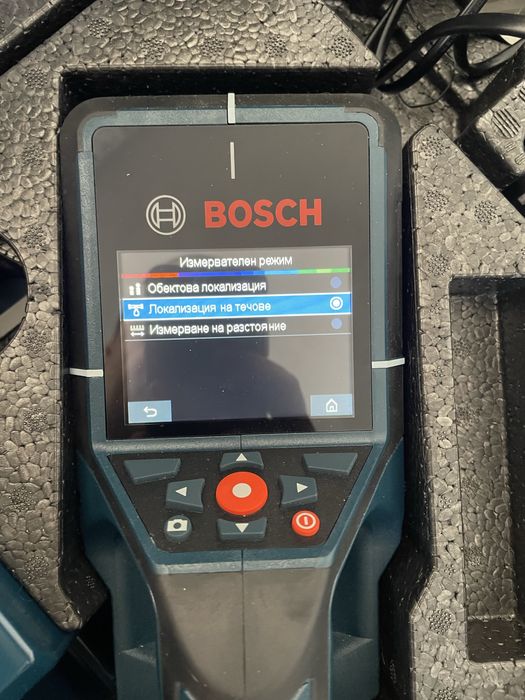 BOSCH
Измервателен режим
Обектова локализация
Локализация на течове
Измерване на разстояние